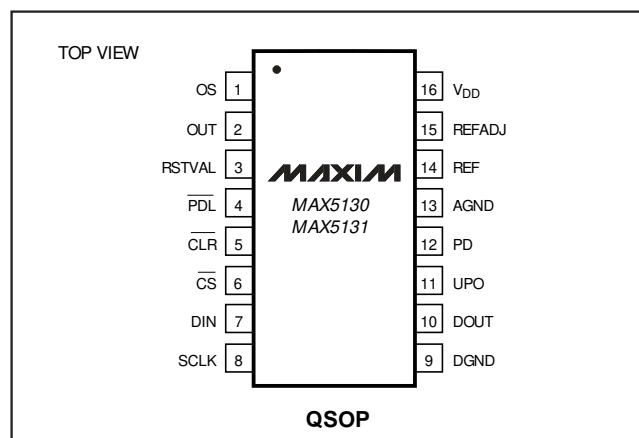 TOP VIEW
OS 1
OUT 2
RSTVAL 3
PDL 4
CLR 5
CS 6
DIN 7
SCLK 8
MAXIM
MAX5130
MAX5131
16 VDD
15 REFADJ
14 REF
13 AGND
12 PD
11 UPO
10 DOUT
9 DGND
QSOP